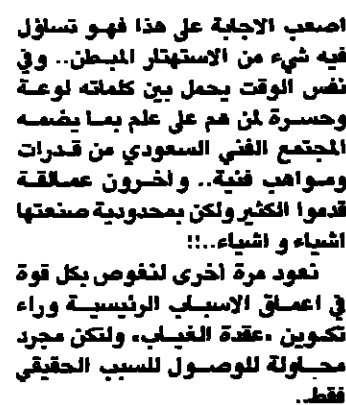 اصعب الاجابة على هذا فهو تساؤل
فيه شيء من الاستهتار المبطن.. وفي
نفس الوقت يحمل بين كلماته لوعة
وحسرة لمن هم على علم بما يضمه
المجتمع الفني السعودي من قدرات
ومواهب فنية.. وأخرون عمالقة
قدموا الكثير ولكن بمحدودية صنعتها
اشياء و اشياء..!!
نعود مرة أخرى لنغوص بكل قوة
في اعماق الاسباب الرئيسية وراء
تكوين «عقدة الغياب» ولتكن مجرد
محاولة للوصول للسبب الحقيقي
فقط..